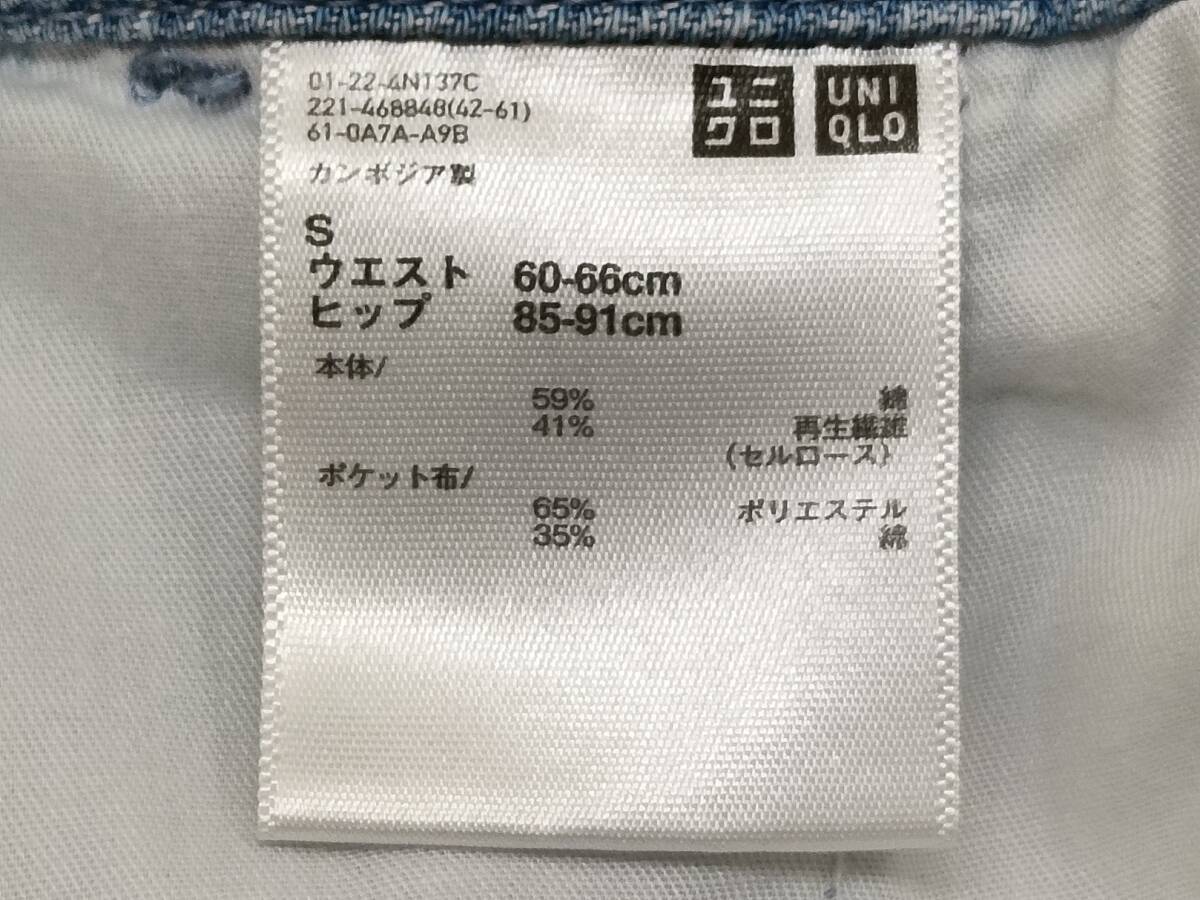 01-22-4N137C
221-468848(42-61)
61-0A7A-A9B
カンボジア製
ユニ
クロ
UNI
QLO
S
ウエスト 60-66cm
ヒップ 85-91cm
本体/
59% 綿
41% 再生繊維
(セルロース)
ポケット布/
65% ポリエステル
35% 綿